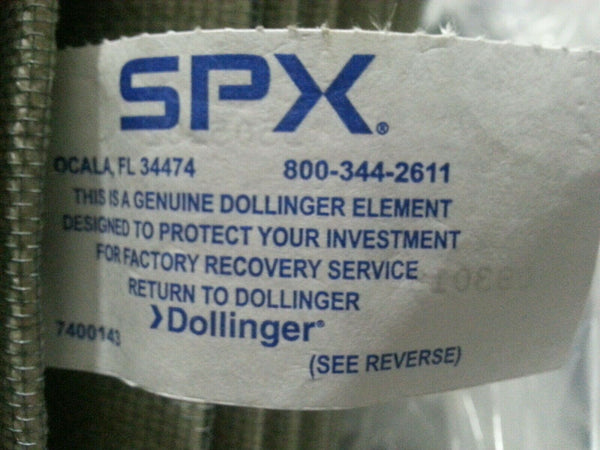 SPX®
OCALA, FL 34474 800-344-2611
THIS IS A GENUINE DOLLINGER ELEMENT
DESIGNED TO PROTECT YOUR INVESTMENT
FOR FACTORY RECOVERY SERVICE
RETURN TO DOLLINGER
Dollinger®
7400143
(SEE REVERSE)